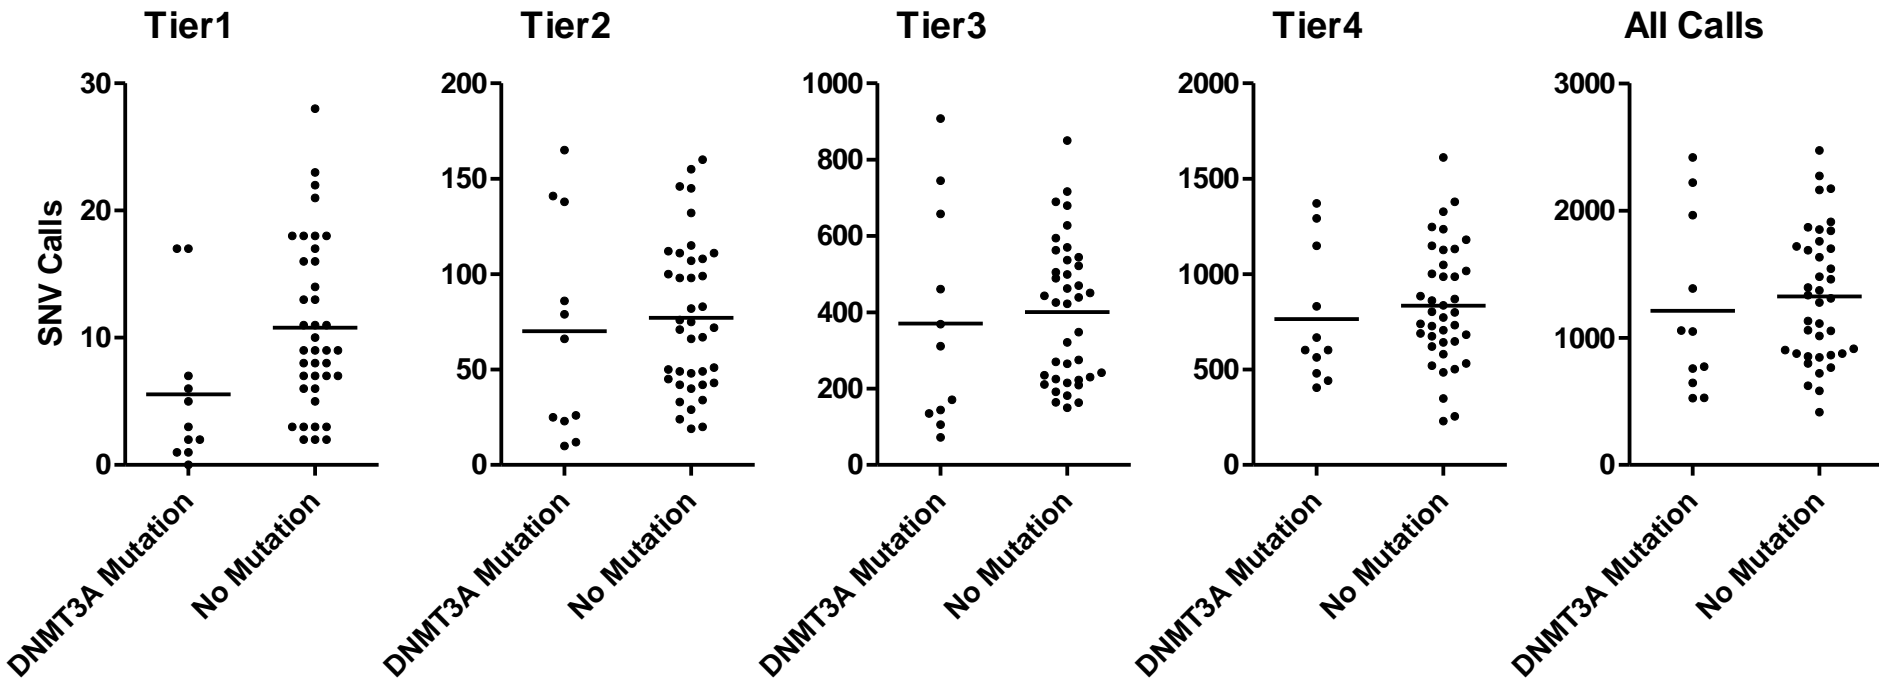 Tier1
Tier2
Tier3
Tier4
All Calls
SNV Calls
30
20
10
0
200
150
100
50
0
1000
800
600
400
200
0
2000
1500
1000
500
0
3000
2000
1000
0
DNMT3A Mutation
No Mutation
DNMT3A Mutation
No Mutation
DNMT3A Mutation
No Mutation
DNMT3A Mutation
No Mutation
DNMT3A Mutation
No Mutation